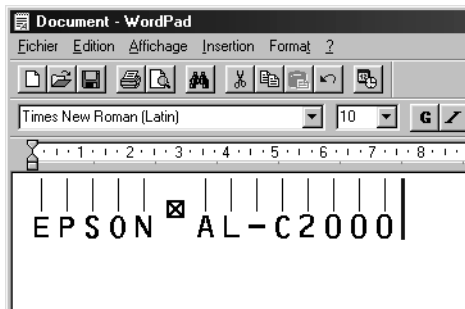 Document - WordPad
Fichier Edition Affichage Insertion Format ?
Times New Roman (Latin) 10 G I
1 2 3 4 5 6 7 8
EPSON ⊠ AL-C2000